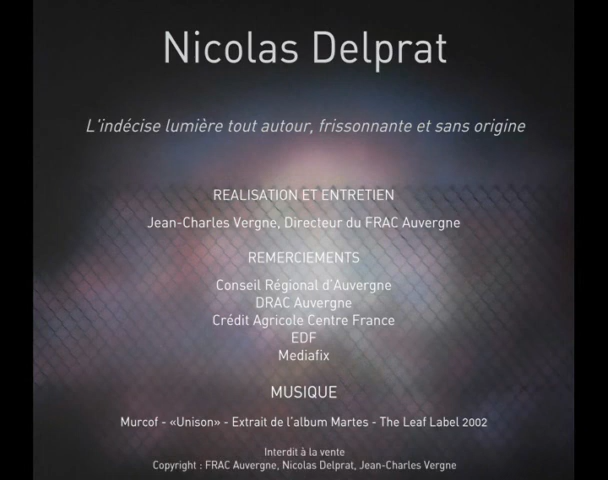 Nicolas Delprat
L'indécise lumière tout autour, frissonnante et sans origine
REALISATION ET ENTRETIEN
Jean-Charles Vergne, Directeur du FRAC Auvergne
REMERCIEMENTS
Conseil Régional d'Auvergne
DRAC Auvergne
Crédit Agricole Centre France
EDF
Mediafix
MUSIQUE
Murcof - «Unison» - Extrait de l'album Martes - The Leaf Label 2002
Interdit à la vente
Copyright : FRAC Auvergne, Nicolas Delprat, Jean-Charles Vergne